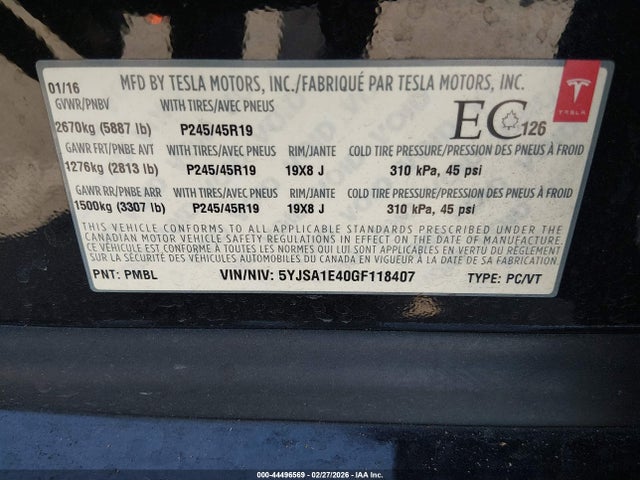 01/16 MFD BY TESLA MOTORS, INC./FABRIQUÉ PAR TESLA MOTORS, INC.
GVWR/PNBV WITH TIRES/AVEC PNEUS
2670kg (5887 lb) P245/45R19 EC 126
TESLA
GAWR FRT/PNBE AVT WITH TIRES/AVEC PNEUS RIM/JANTE COLD TIRE PRESSURE/PRESSION DES PNEUS À FROID
1276kg (2813 lb) P245/45R19 19X8 J 310 kPa, 45 psi
GAWR RR/PNBE ARR WITH TIRES/AVEC PNEUS RIM/JANTE COLD TIRE PRESSURE/PRESSION DES PNEUS À FROID
1500kg (3307 lb) P245/45R19 19X8 J 310 kPa, 45 psi
THIS VEHICLE CONFORMS TO ALL APPLICABLE STANDARDS PRESCRIBED UNDER THE
CANADIAN MOTOR VEHICLE SAFETY REGULATIONS IN EFFECT ON THE DATE OF MANUFACTURE
CE VÉHICULE EST CONFORME À TOUTES LES NORMES QUI LUI SONT APPLICABLES EN VERTU DU RÈGLEMENT SUR
LA SÉCURITÉ DES VÉHICULES AUTOMOBILES DU CANADA EN VIGUEUR À LA DATE DE SA FABRICATION
PNT: PMBL VIN/NIV: 5YJSA1E40GF118407 TYPE: PC/VT
000-44496569 - 02/27/2026 - IAA Inc.